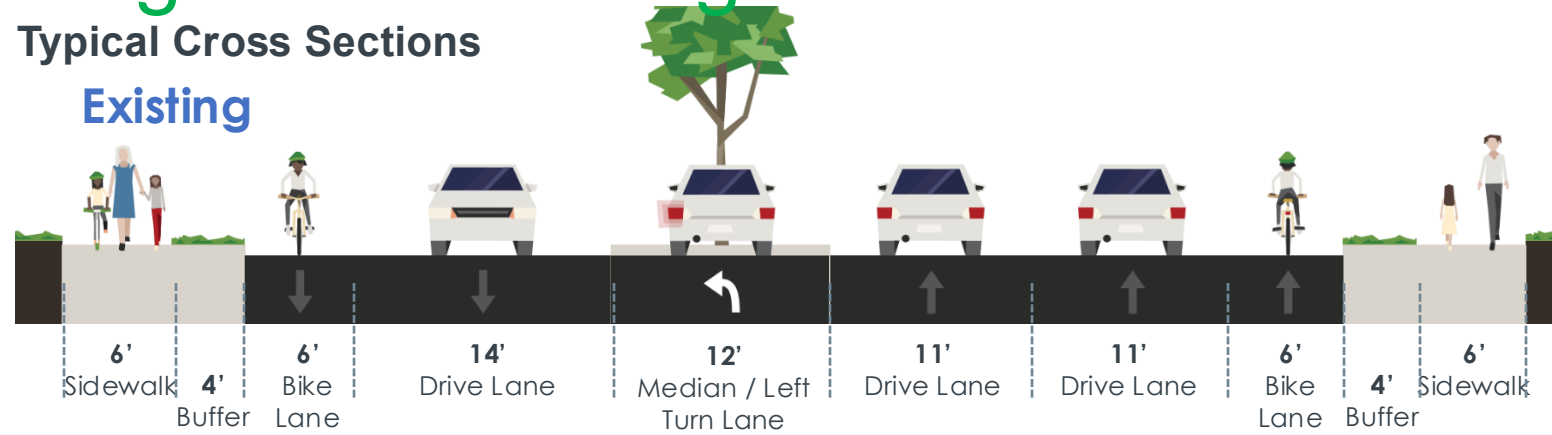 Typical Cross Sections
Existing
6’
Sidewalk
4’
Buffer
6’
Bike
Lane
14’
Drive Lane
12’
Median / Left
Turn Lane
11’
Drive Lane
11’
Drive Lane
6’
Bike
Lane
4’
Buffer
6’
Sidewalk